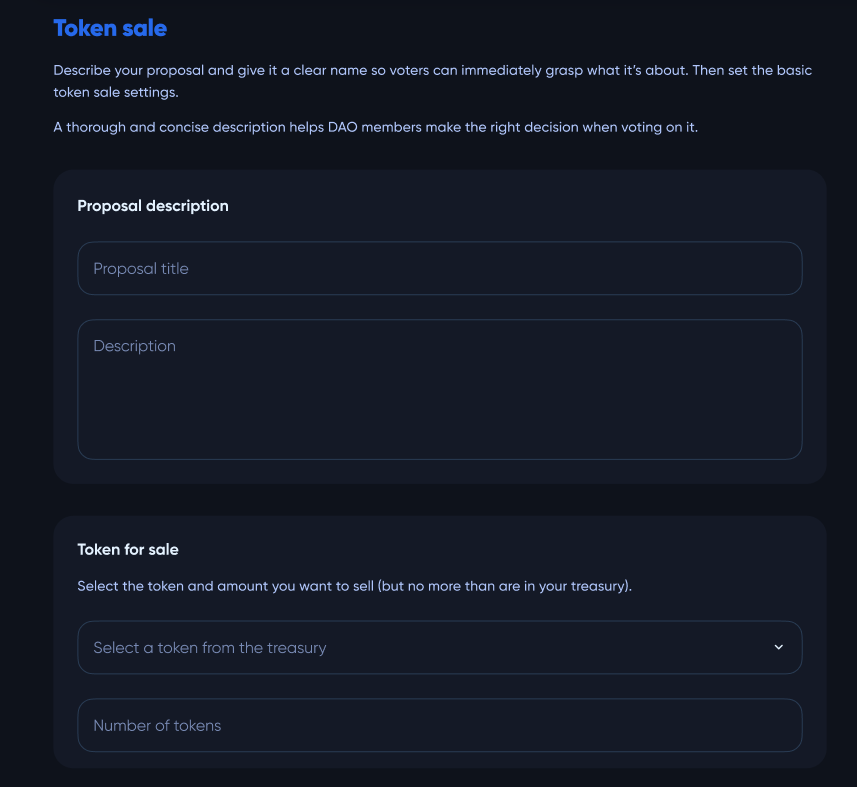 Token sale
Describe your proposal and give it a clear name so voters can immediately grasp what it’s about. Then set the basic
token sale settings.
A thorough and concise description helps DAO members make the right decision when voting on it.
Proposal description
Proposal title
Description
Token for sale
Select the token and amount you want to sell (but no more than are in your treasury).
Select a token from the treasury
Number of tokens